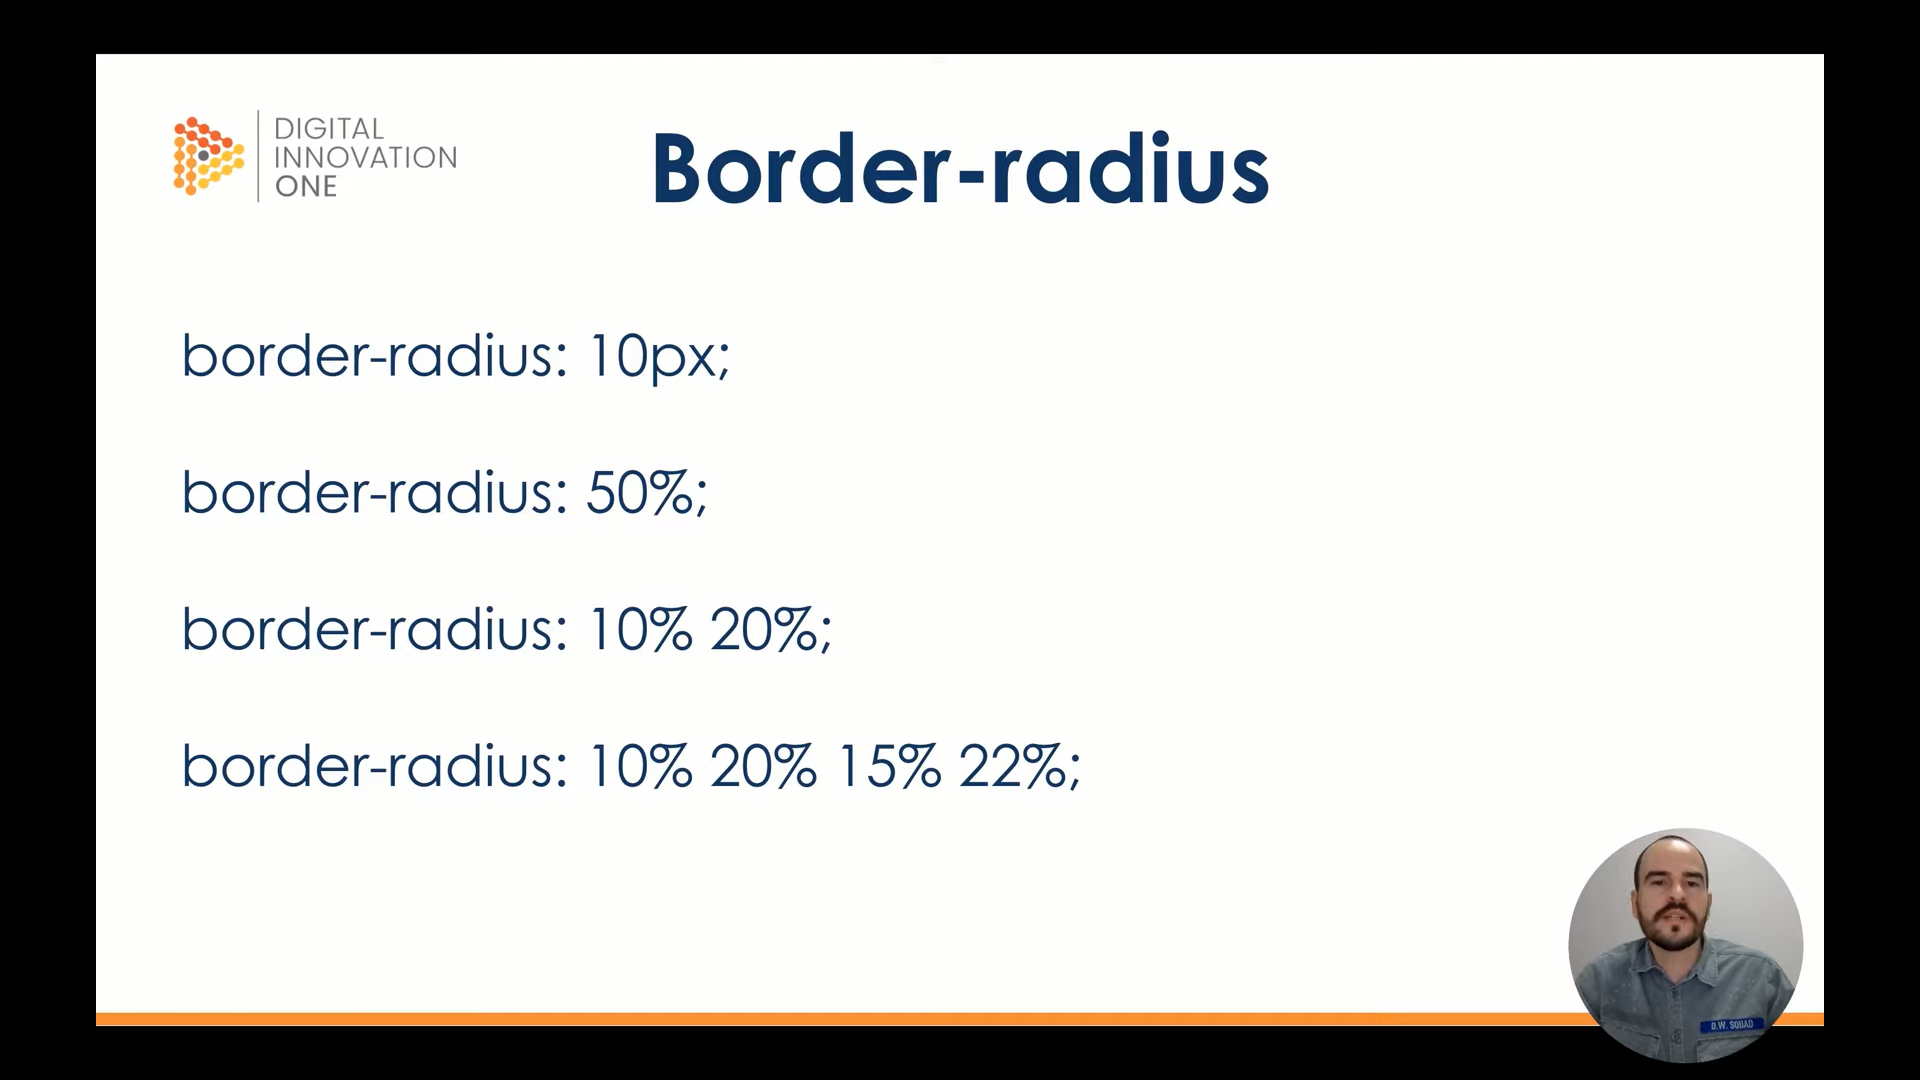 DIGITAL
INNOVATION
ONE
Border-radius
border-radius: 10px;
border-radius: 50%;
border-radius: 10% 20%;
border-radius: 10% 20% 15% 22%;
D.W. SQUAD